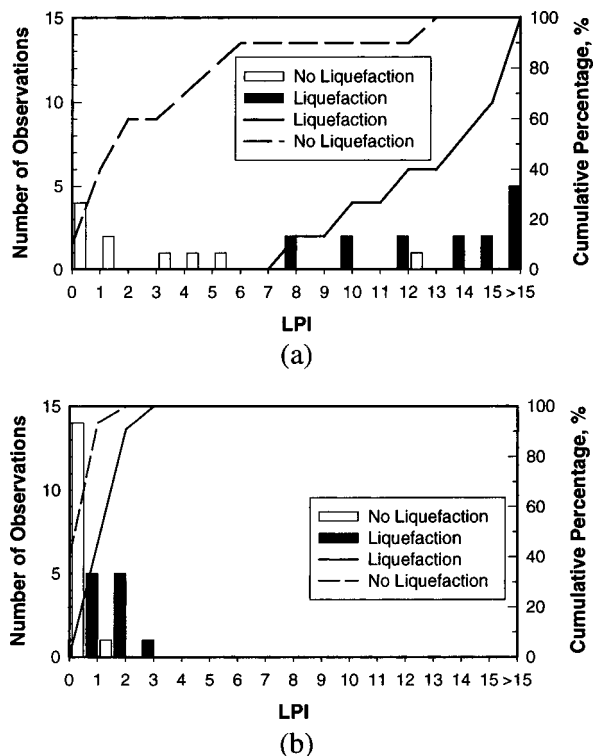 Number of Observations
15
10
5
0
No Liquefaction
Liquefaction
Liquefaction
No Liquefaction
100
80
60
40
20
0
Cumulative Percentage, %
0 1 2 3 4 5 6 7 8 9 10 11 12 13 14 15 >15
LPI
(a)
Number of Observations
15
10
5
0
No Liquefaction
Liquefaction
Liquefaction
No Liquefaction
100
80
60
40
20
0
Cumulative Percentage, %
0 1 2 3 4 5 6 7 8 9 10 11 12 13 14 15 >15
LPI
(b)